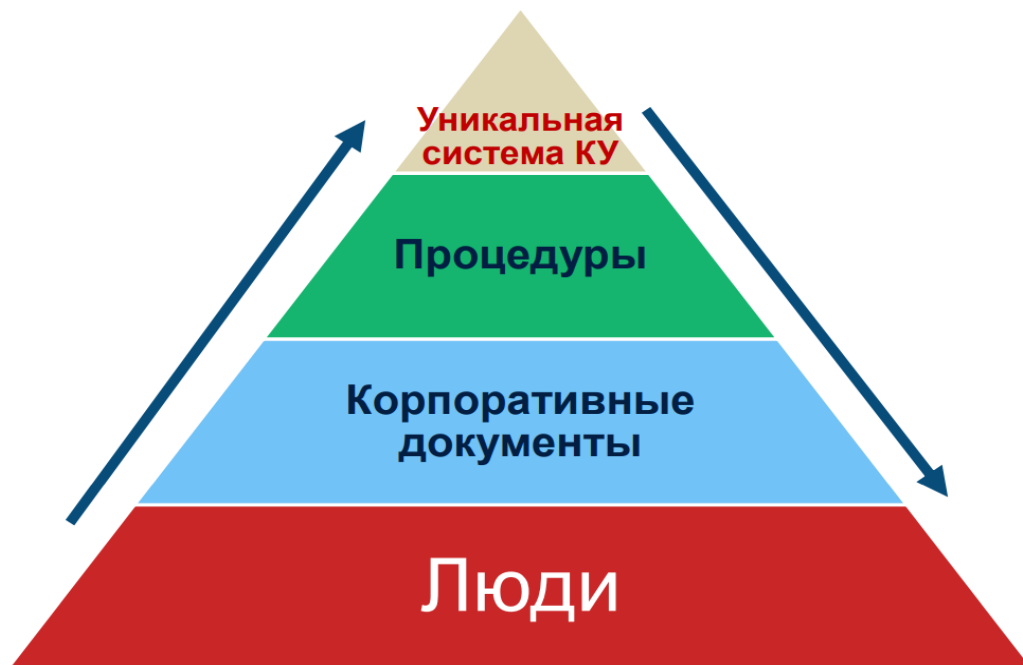 Уникальная
система КУ
Процедуры
Корпоративные
документы
Люди